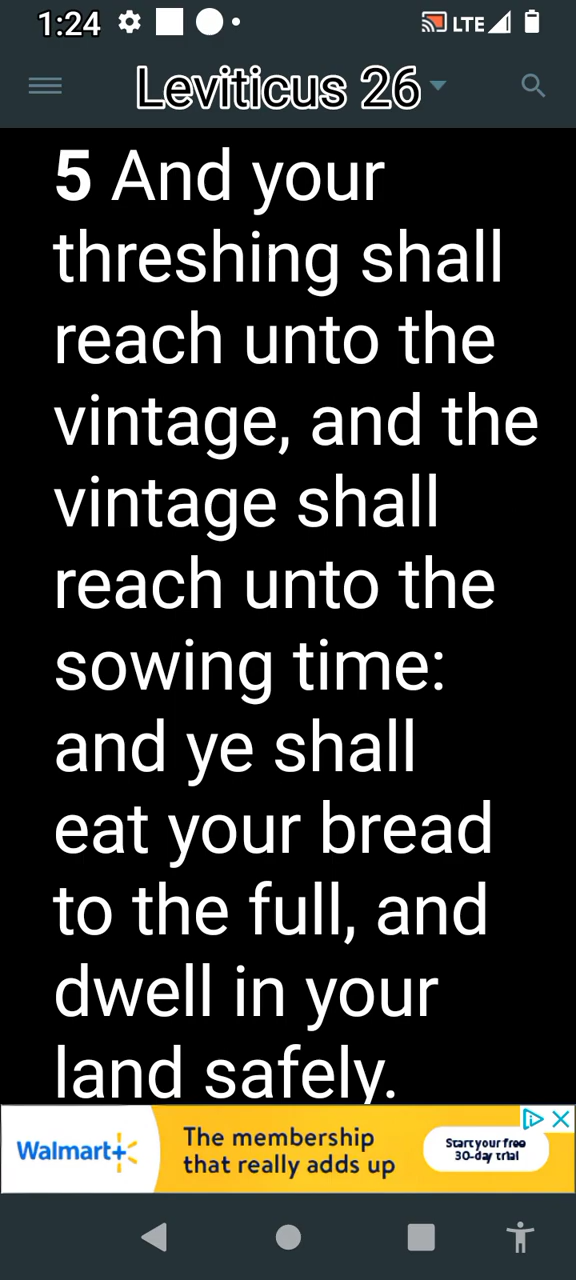 1:24 LTE
Leviticus 26
5 And your
threshing shall
reach unto the
vintage, and the
vintage shall
reach unto the
sowing time:
and ye shall
eat your bread
to the full, and
dwell in your
land safely.
Walmart+
The membership
that really adds up
Start your free
30-day trial